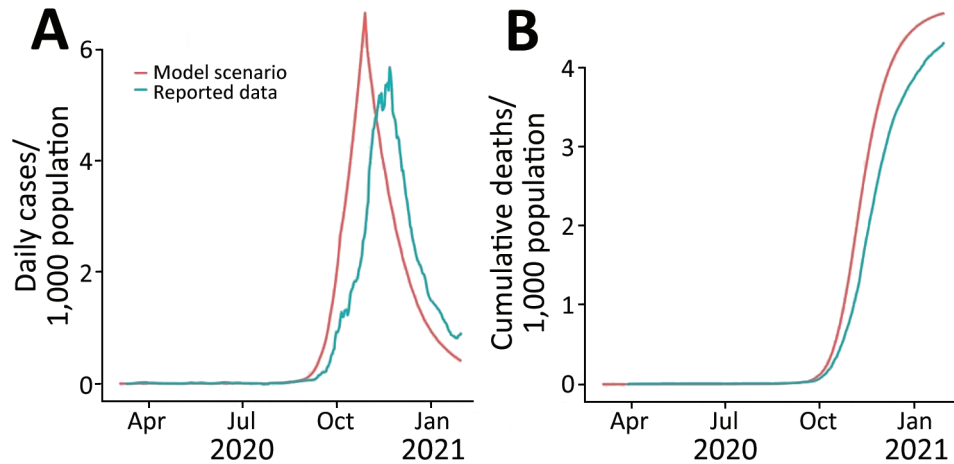 A
Daily cases/
1,000 population
6
4
2
0
Model scenario
Reported data
Apr
Jul
Oct
Jan
2020
2021
B
Cumulative deaths/
1,000 population
4
3
2
1
0
Apr
Jul
Oct
Jan
2020
2021